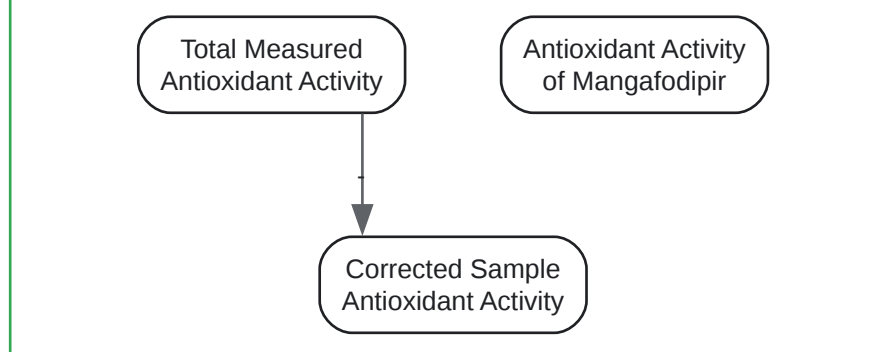 Total Measured
Antioxidant Activity
Antioxidant Activity
of Mangafodipir
-
Corrected Sample
Antioxidant Activity